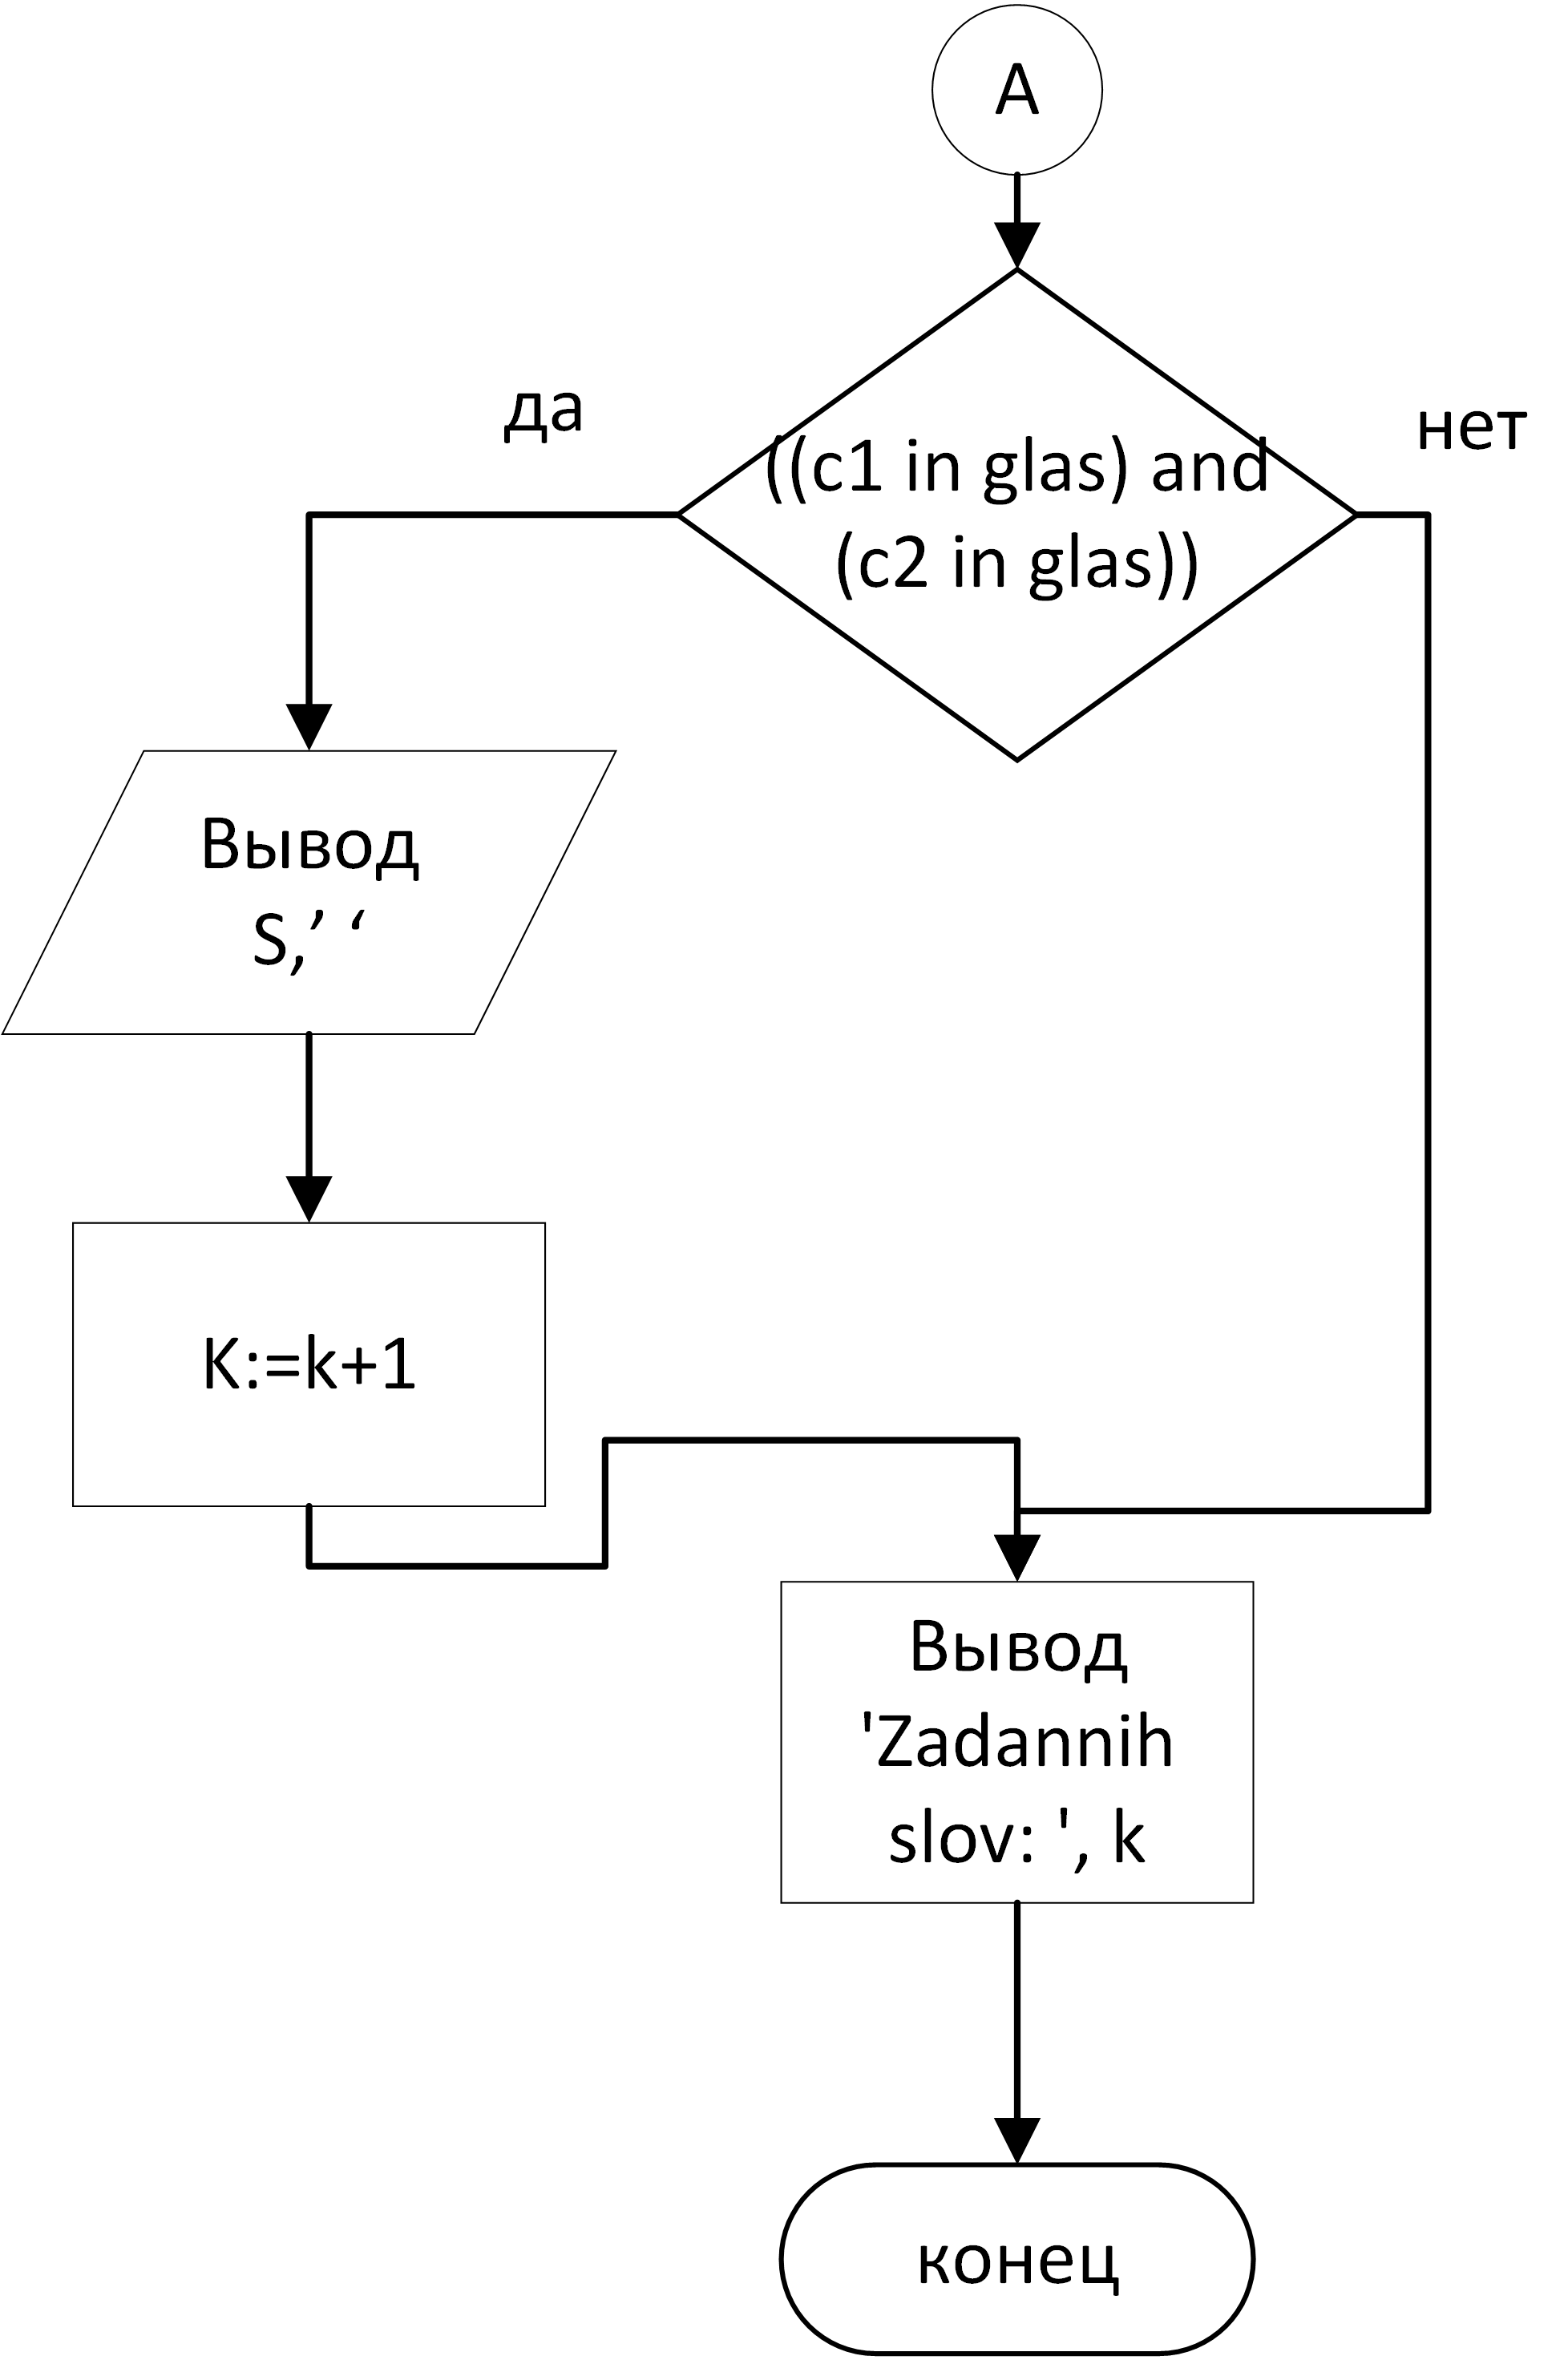 A
да
нет
((c1 in glas) and
(c2 in glas))
Вывод
S,’ ‘
K:=k+1
Вывод
'Zadannih
slov: ', k
конец